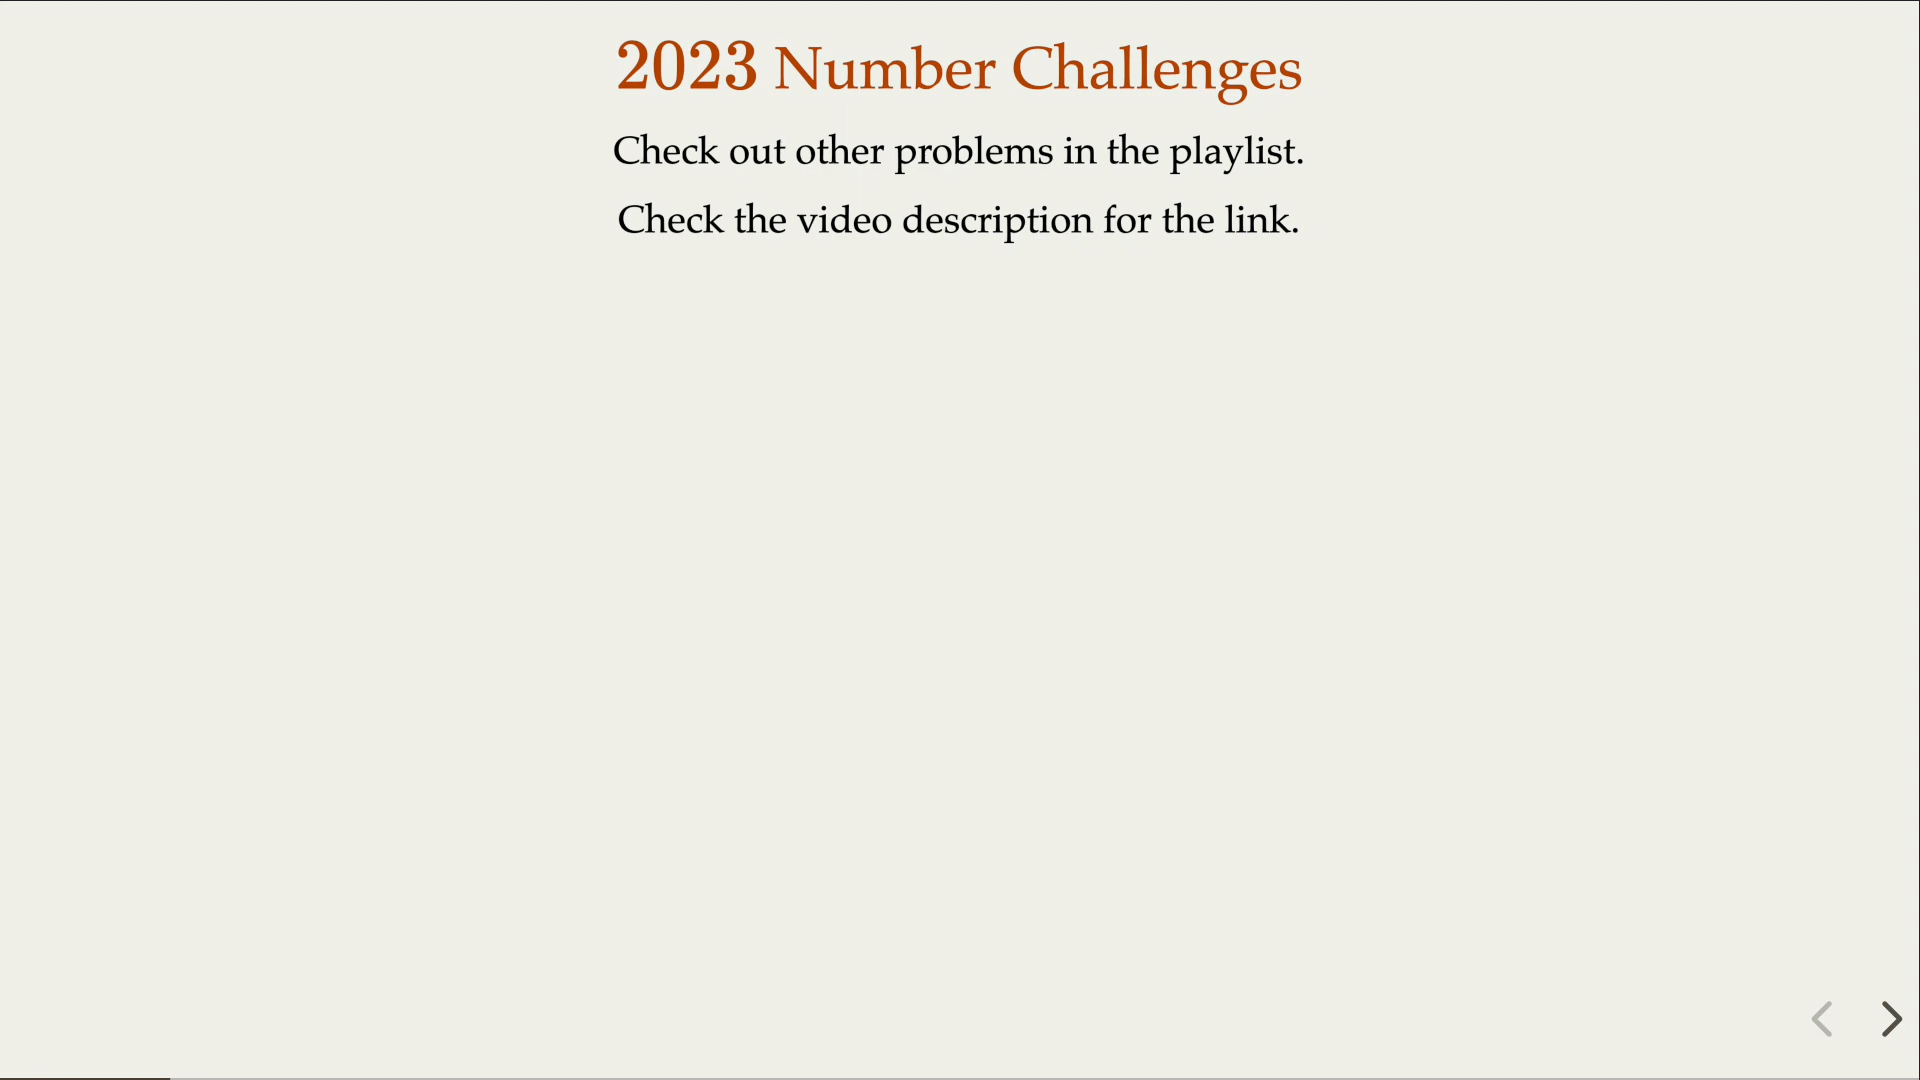 2023 Number Challenges
Check out other problems in the playlist.
Check the video description for the link.